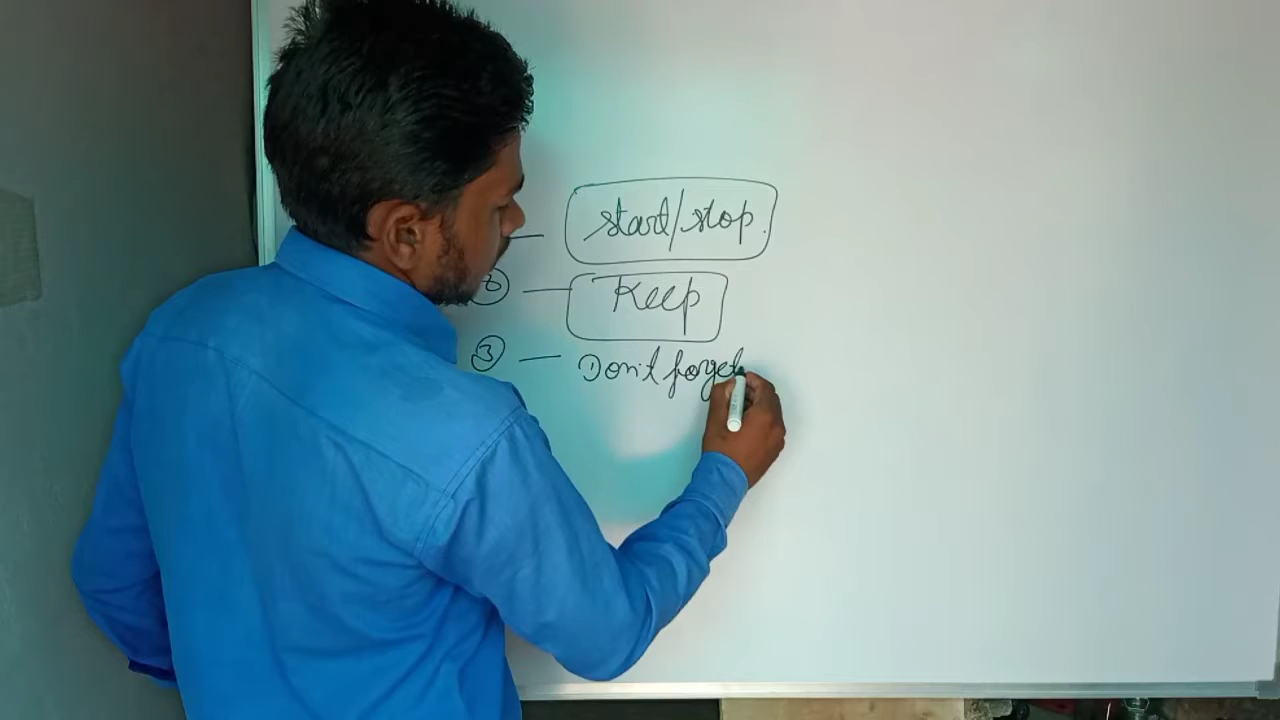 — start/stop.
② — Keep
③ — Don't forget